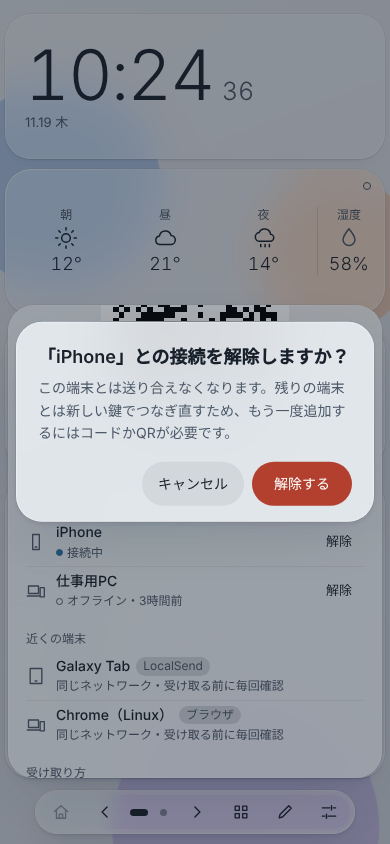 10:24 36
11.19 木
朝 昼 夜 湿度
12° 21° 14° 58%
「iPhone」との接続を解除しますか？
この端末とは送り合えなくなります。残りの端末
とは新しい鍵でつなぎ直すため、もう一度追加す
るにはコードかQRが必要です。
キャンセル 解除する
iPhone
接続中
解除
仕事用PC
オフライン・3時間前
解除
近くの端末
Galaxy Tab LocalSend
同じネットワーク・受け取る前に毎回確認
Chrome（Linux） ブラウザ
同じネットワーク・受け取る前に毎回確認
受け取り方